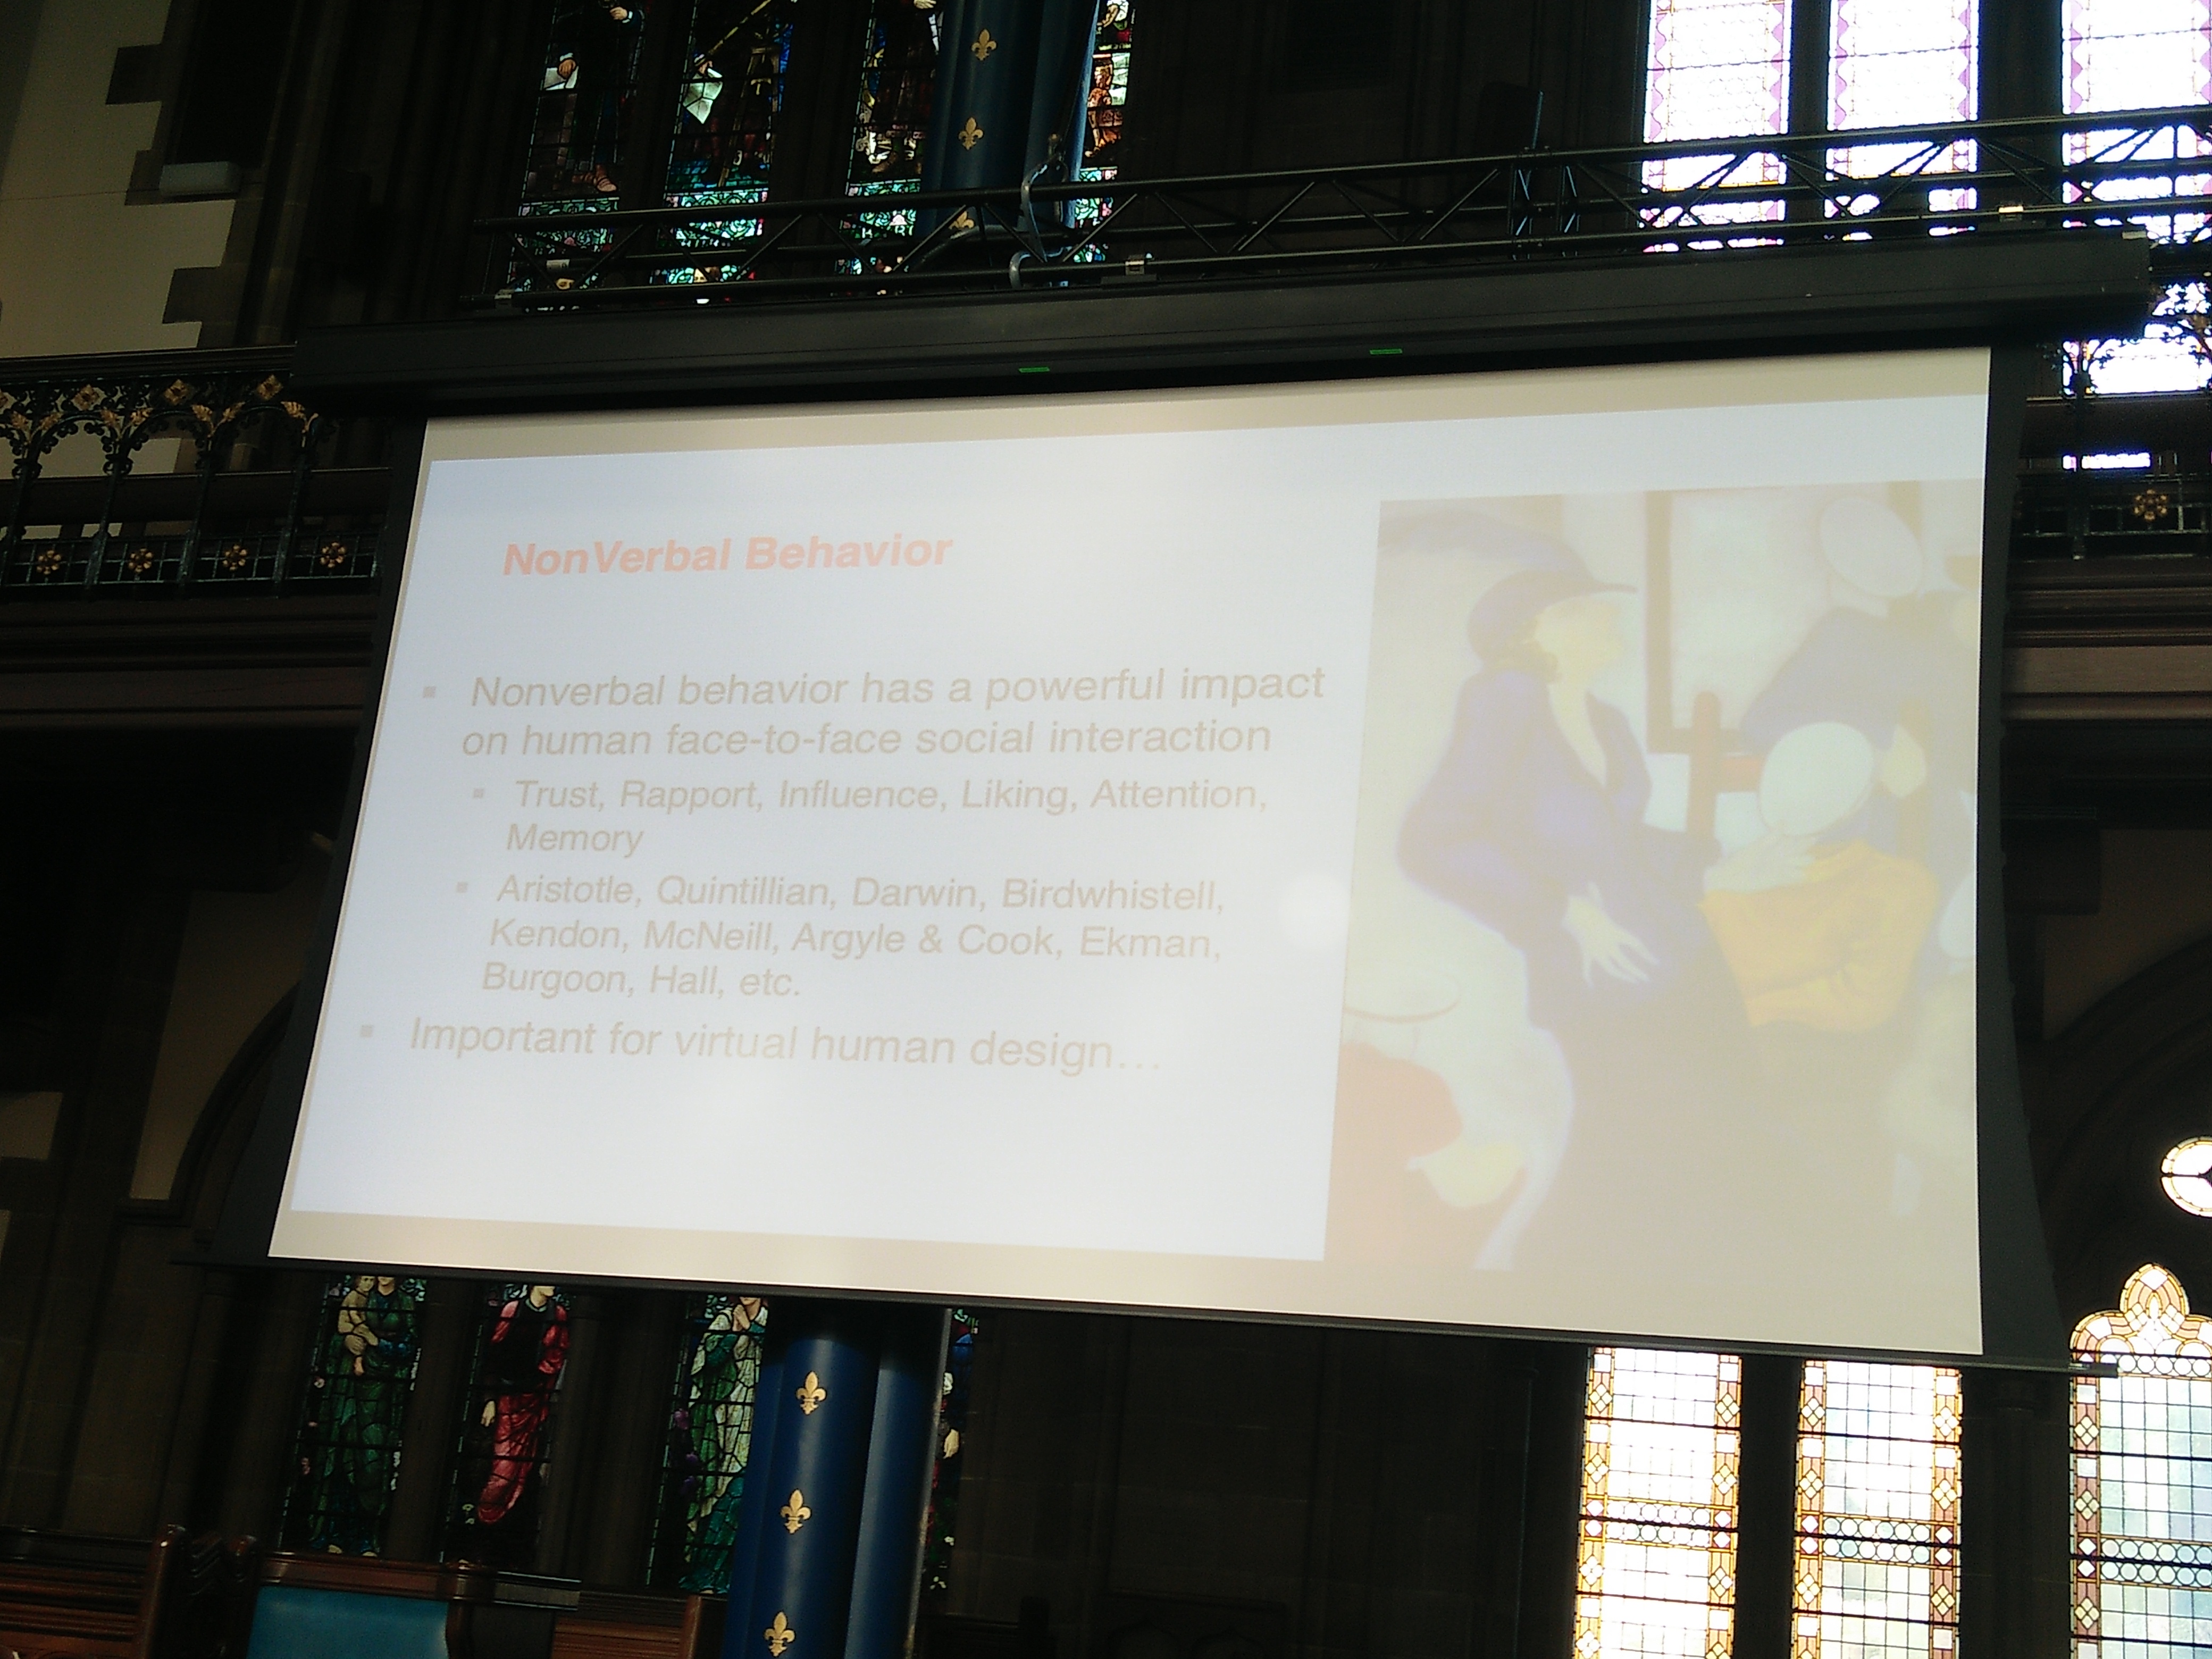 NonVerbal Behavior
▪ Nonverbal behavior has a powerful impact
on human face-to-face social interaction
▪ Trust, Rapport, Influence, Liking, Attention,
Memory
▪ Aristotle, Quintillian, Darwin, Birdwhistell,
Kendon, McNeill, Argyle & Cook, Ekman,
Burgoon, Hall, etc.
▪ Important for virtual human design…